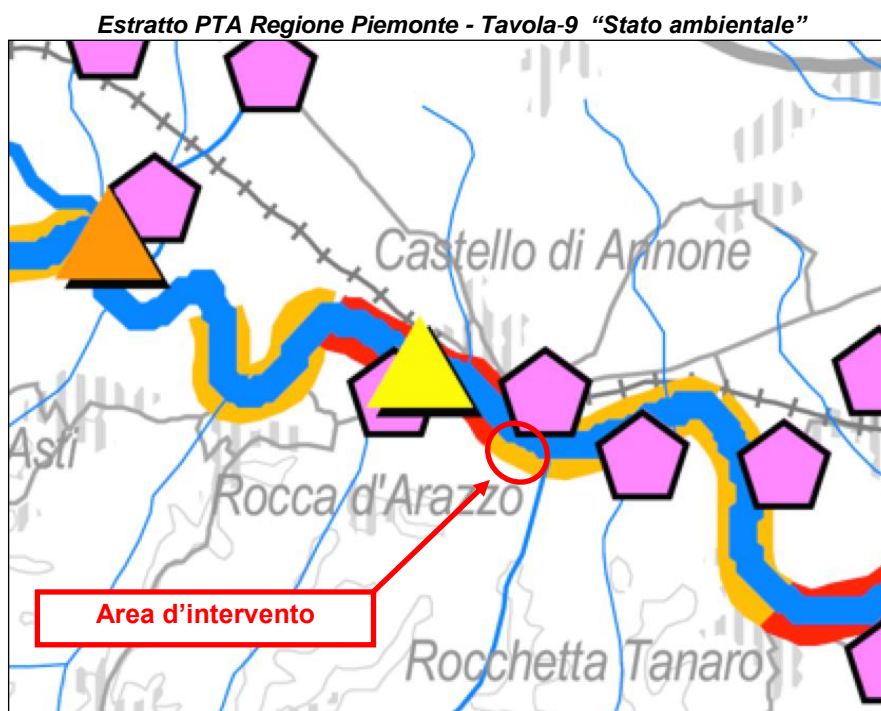 Estratto PTA Regione Piemonte - Tavola-9 “Stato ambientale”
Castello di Annone
Asti
Rocca d'Arazzo
Area d’intervento
Rocchetta Tanaro